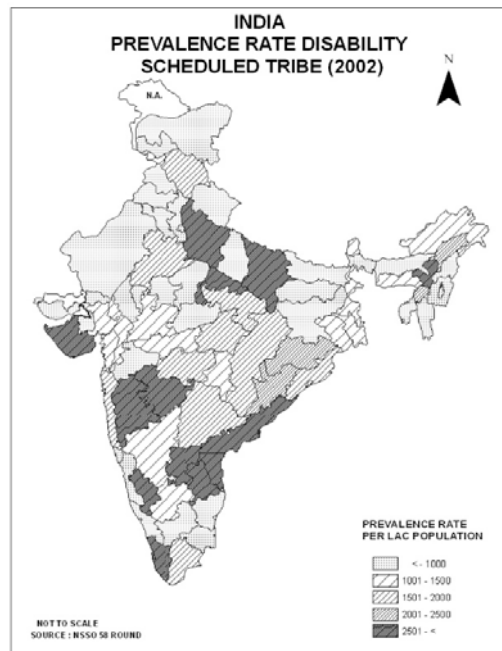 INDIA
PREVALENCE RATE DISABILITY
SCHEDULED TRIBE (2002)
N
N.A.
PREVALENCE RATE
PER LAC POPULATION
< - 1000
1001 - 1500
1501 - 2000
2001 - 2500
2501 - <
NOT TO SCALE
SOURCE : NSSO 58 ROUND